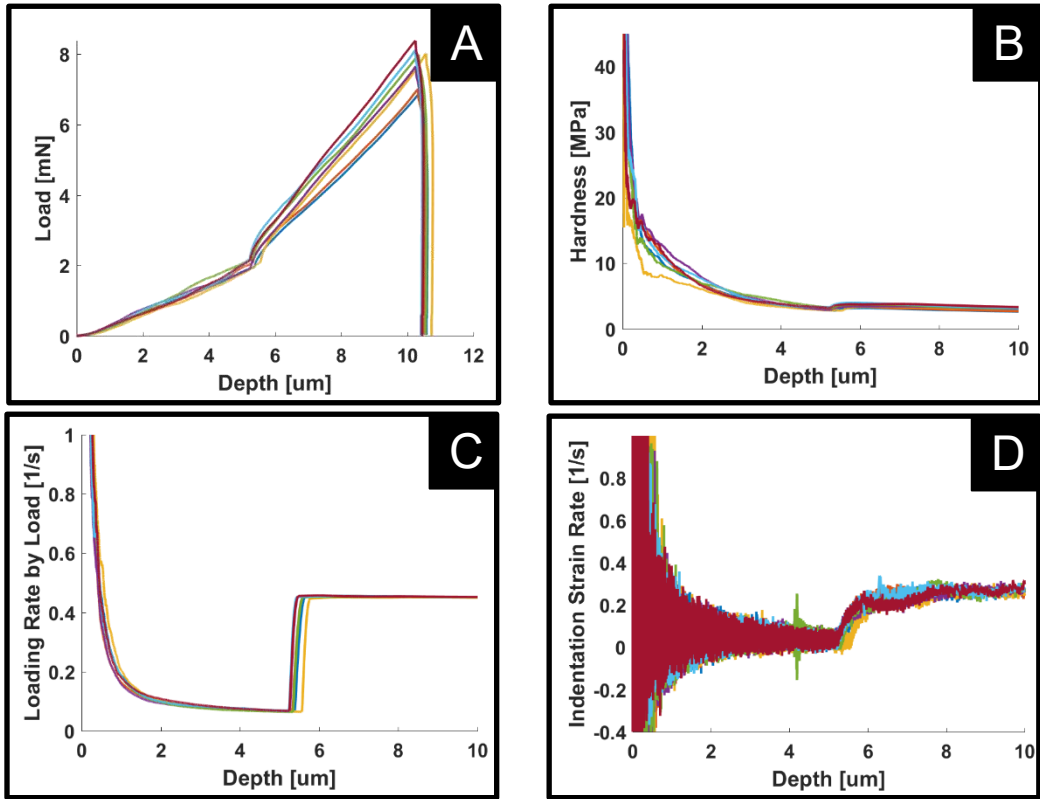 A
Load [mN]
8
6
4
2
0
0 2 4 6 8 10 12
Depth [um]
B
Hardness [MPa]
40
30
20
10
0
0 2 4 6 8 10
Depth [um]
C
Loading Rate by Load [1/s]
1
0.8
0.6
0.4
0.2
0
0 2 4 6 8 10
Depth [um]
D
Indentation Strain Rate [1/s]
0.8
0.6
0.4
0.2
0
-0.2
-0.4
0 2 4 6 8 10
Depth [um]